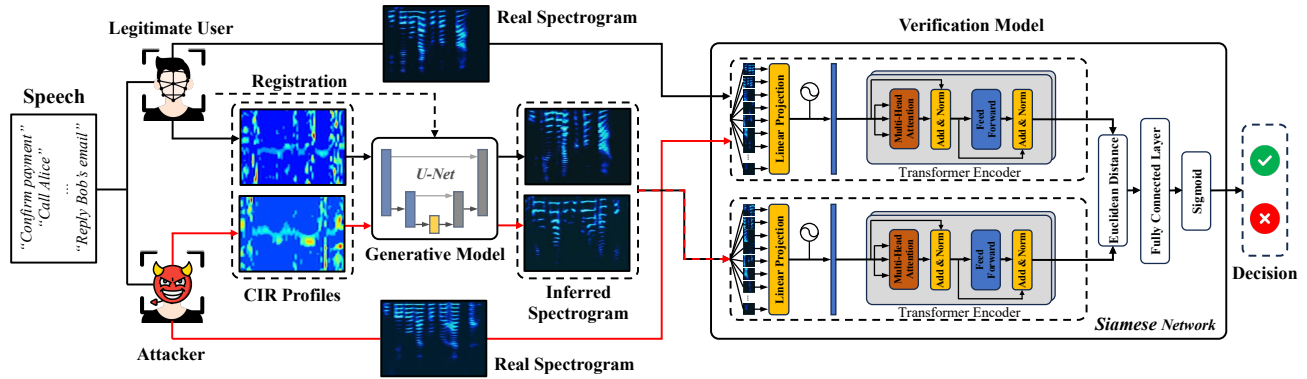 Legitimate User
Real Spectrogram
Verification Model
Registration
Speech
“Confirm payment”
“Call Alice”
...
“Reply Bob's email”
U-Net
Generative Model
CIR Profiles
Inferred
Spectrogram
Attacker
Real Spectrogram
Linear Projection
Multi-Head
Attention
Add & Norm
Feed
Forward
Add & Norm
Transformer Encoder
Linear Projection
Multi-Head
Attention
Add & Norm
Feed
Forward
Add & Norm
Transformer Encoder
Euclidean Distance
Fully Connected Layer
Sigmoid
Decision
Siamese Network